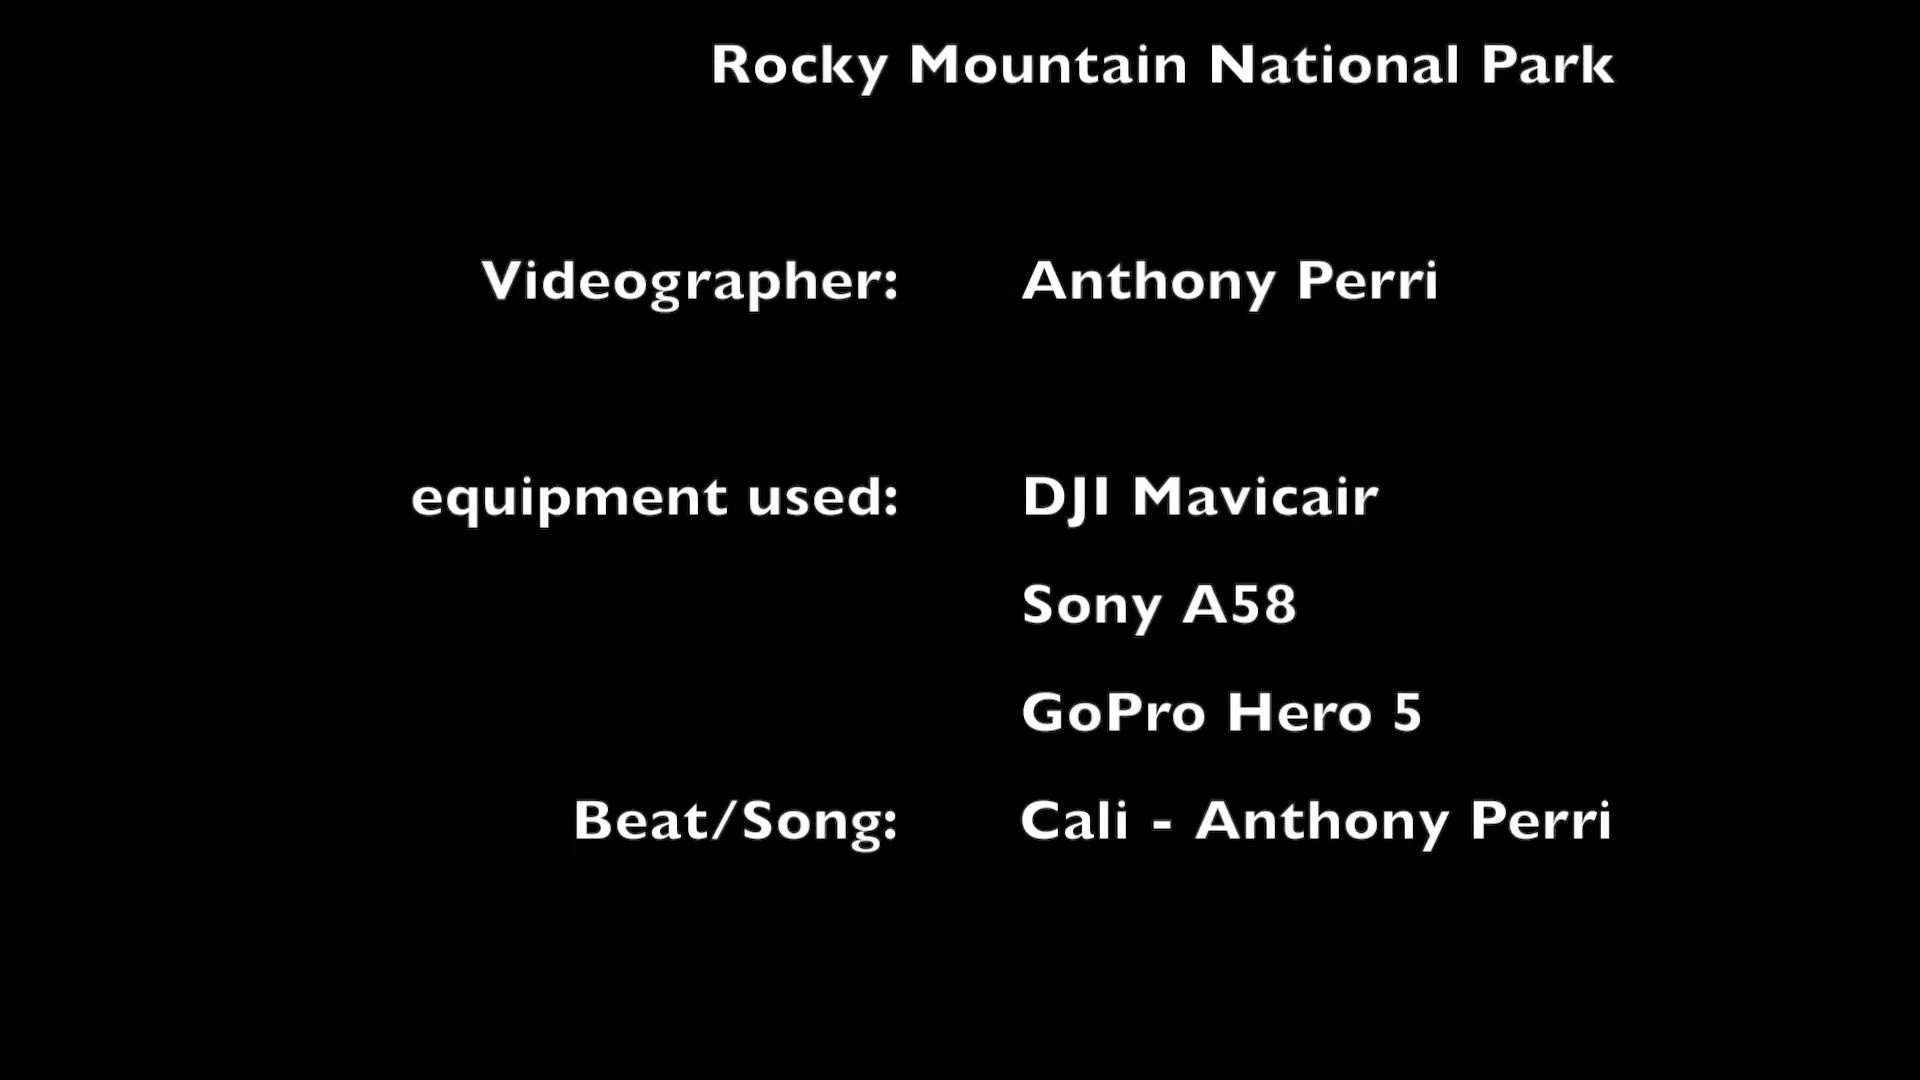 Rocky Mountain National Park
Videographer: Anthony Perri
equipment used: DJI Mavicair
Sony A58
GoPro Hero 5
Beat/Song: Cali - Anthony Perri